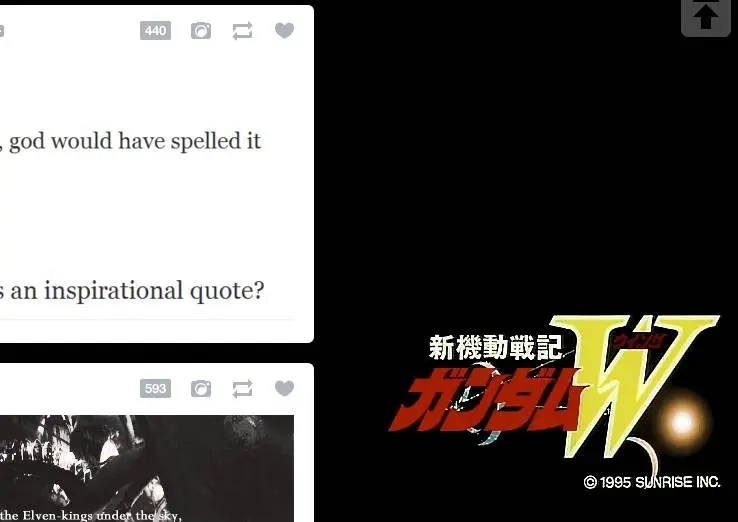 440
, god would have spelled it
s an inspirational quote?
593
the Elven-kings under the sky,
新機動戦記
ガンダムW
ウイング
© 1995 SUNRISE INC.